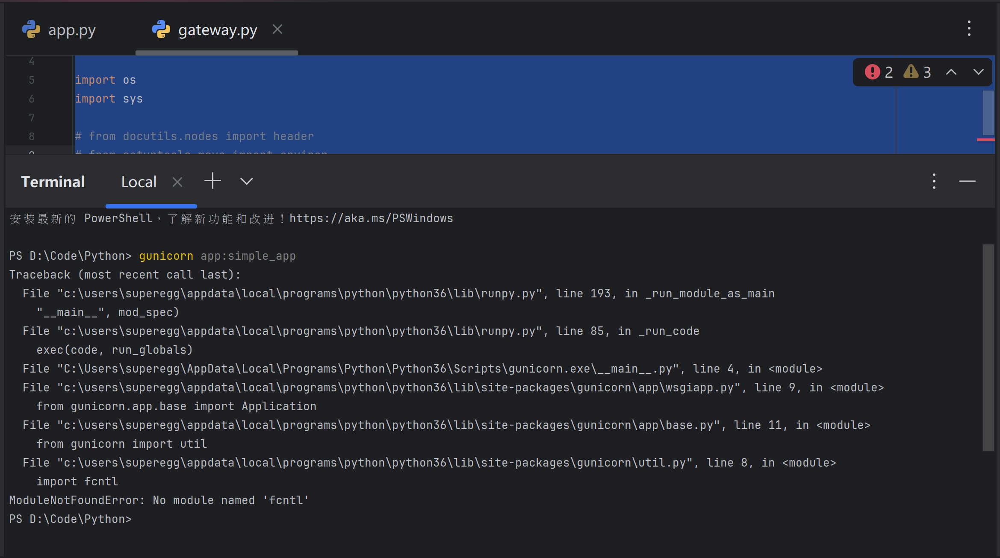 app.py
gateway.py
2 3
4
5 import os
6 import sys
7
8 # from docutils.nodes import header
9 # from setuptools.msvc import environ
Terminal Local
安装最新的 PowerShell，了解新功能和改进！https://aka.ms/PSWindows
PS D:\Code\Python> gunicorn app:simple_app
Traceback (most recent call last):
  File "c:\users\superegg\appdata\local\programs\python\python36\lib\runpy.py", line 193, in _run_module_as_main
    "__main__", mod_spec)
  File "c:\users\superegg\appdata\local\programs\python\python36\lib\runpy.py", line 85, in _run_code
    exec(code, run_globals)
  File "C:\Users\superegg\AppData\Local\Programs\Python\Python36\Scripts\gunicorn.exe\__main__.py", line 4, in <module>
  File "c:\users\superegg\appdata\local\programs\python\python36\lib\site-packages\gunicorn\app\wsgiapp.py", line 9, in <module>
    from gunicorn.app.base import Application
  File "c:\users\superegg\appdata\local\programs\python\python36\lib\site-packages\gunicorn\app\base.py", line 11, in <module>
    from gunicorn import util
  File "c:\users\superegg\appdata\local\programs\python\python36\lib\site-packages\gunicorn\util.py", line 8, in <module>
    import fcntl
ModuleNotFoundError: No module named 'fcntl'
PS D:\Code\Python>